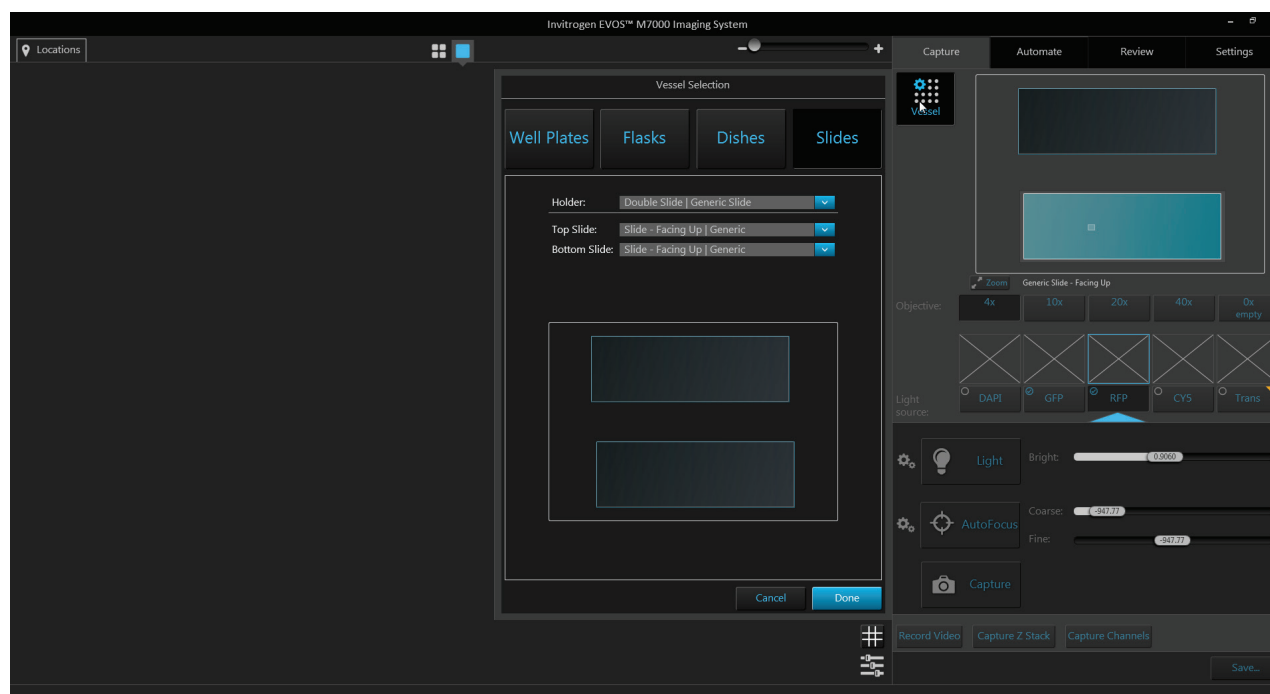 Invitrogen EVOS™ M7000 Imaging System
Locations
Capture Automate Review Settings
Vessel Selection
Well Plates Flasks Dishes Slides
Holder: Double Slide | Generic Slide
Top Slide: Slide - Facing Up | Generic
Bottom Slide: Slide - Facing Up | Generic
Cancel Done
Vessel
Zoom Generic Slide - Facing Up
Objective: 4x 10x 20x 40x 0x
empty
Light
source:
DAPI GFP RFP CY5 Trans
Light Bright: 0.9060
AutoFocus Coarse: -947.77
Fine: -947.77
Capture
Record Video Capture Z Stack Capture Channels
Save...